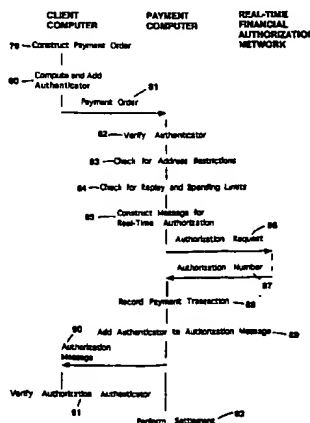 CLIENT COMPUTER
PAYMENT COMPUTER
REAL-TIME FINANCIAL AUTHORIZATION NETWORK
79 Construct Payment Order
80 Compute and Add Authenticator
81
Payment Order
82 Verify Authenticator
83 Check for Address Restrictions
84 Check for Replay and Spending Limits
85 Construct Message for Real-Time Authorization
86
Authorization Request
Authorization Number
87
Record Payment Transaction 88
Add Authenticator to Authorization Message 89
90
Authorization Message
Verify Authorization Authenticator
91
Perform Settlement 92